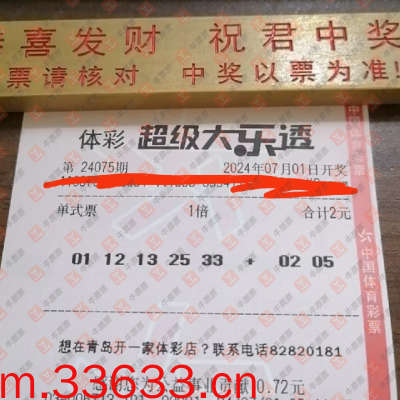 恭喜发财 祝君中奖
票请核对 中奖以票为准!
体彩 超级大乐透
第 24075期 2024年07月01日开奖
单式票 1倍 合计2元
01 12 13 25 33 + 02 05
想在青岛开一家体彩店？联系电话82820181
m.33633.cn
0.72元
中国体育彩票